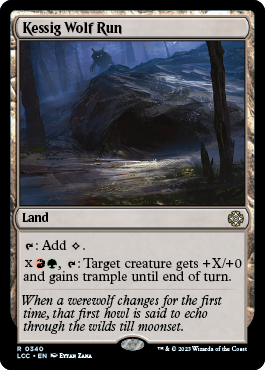 Kessig Wolf Run
Land
: Add .
X , : Target creature gets +X/+0
and gains trample until end of turn.
When a werewolf changes for the first
time, that first howl is said to echo
through the wilds till moonset.
R 0340
LCC • EN Eytan Zana
™ & © 2023 Wizards of the Coast